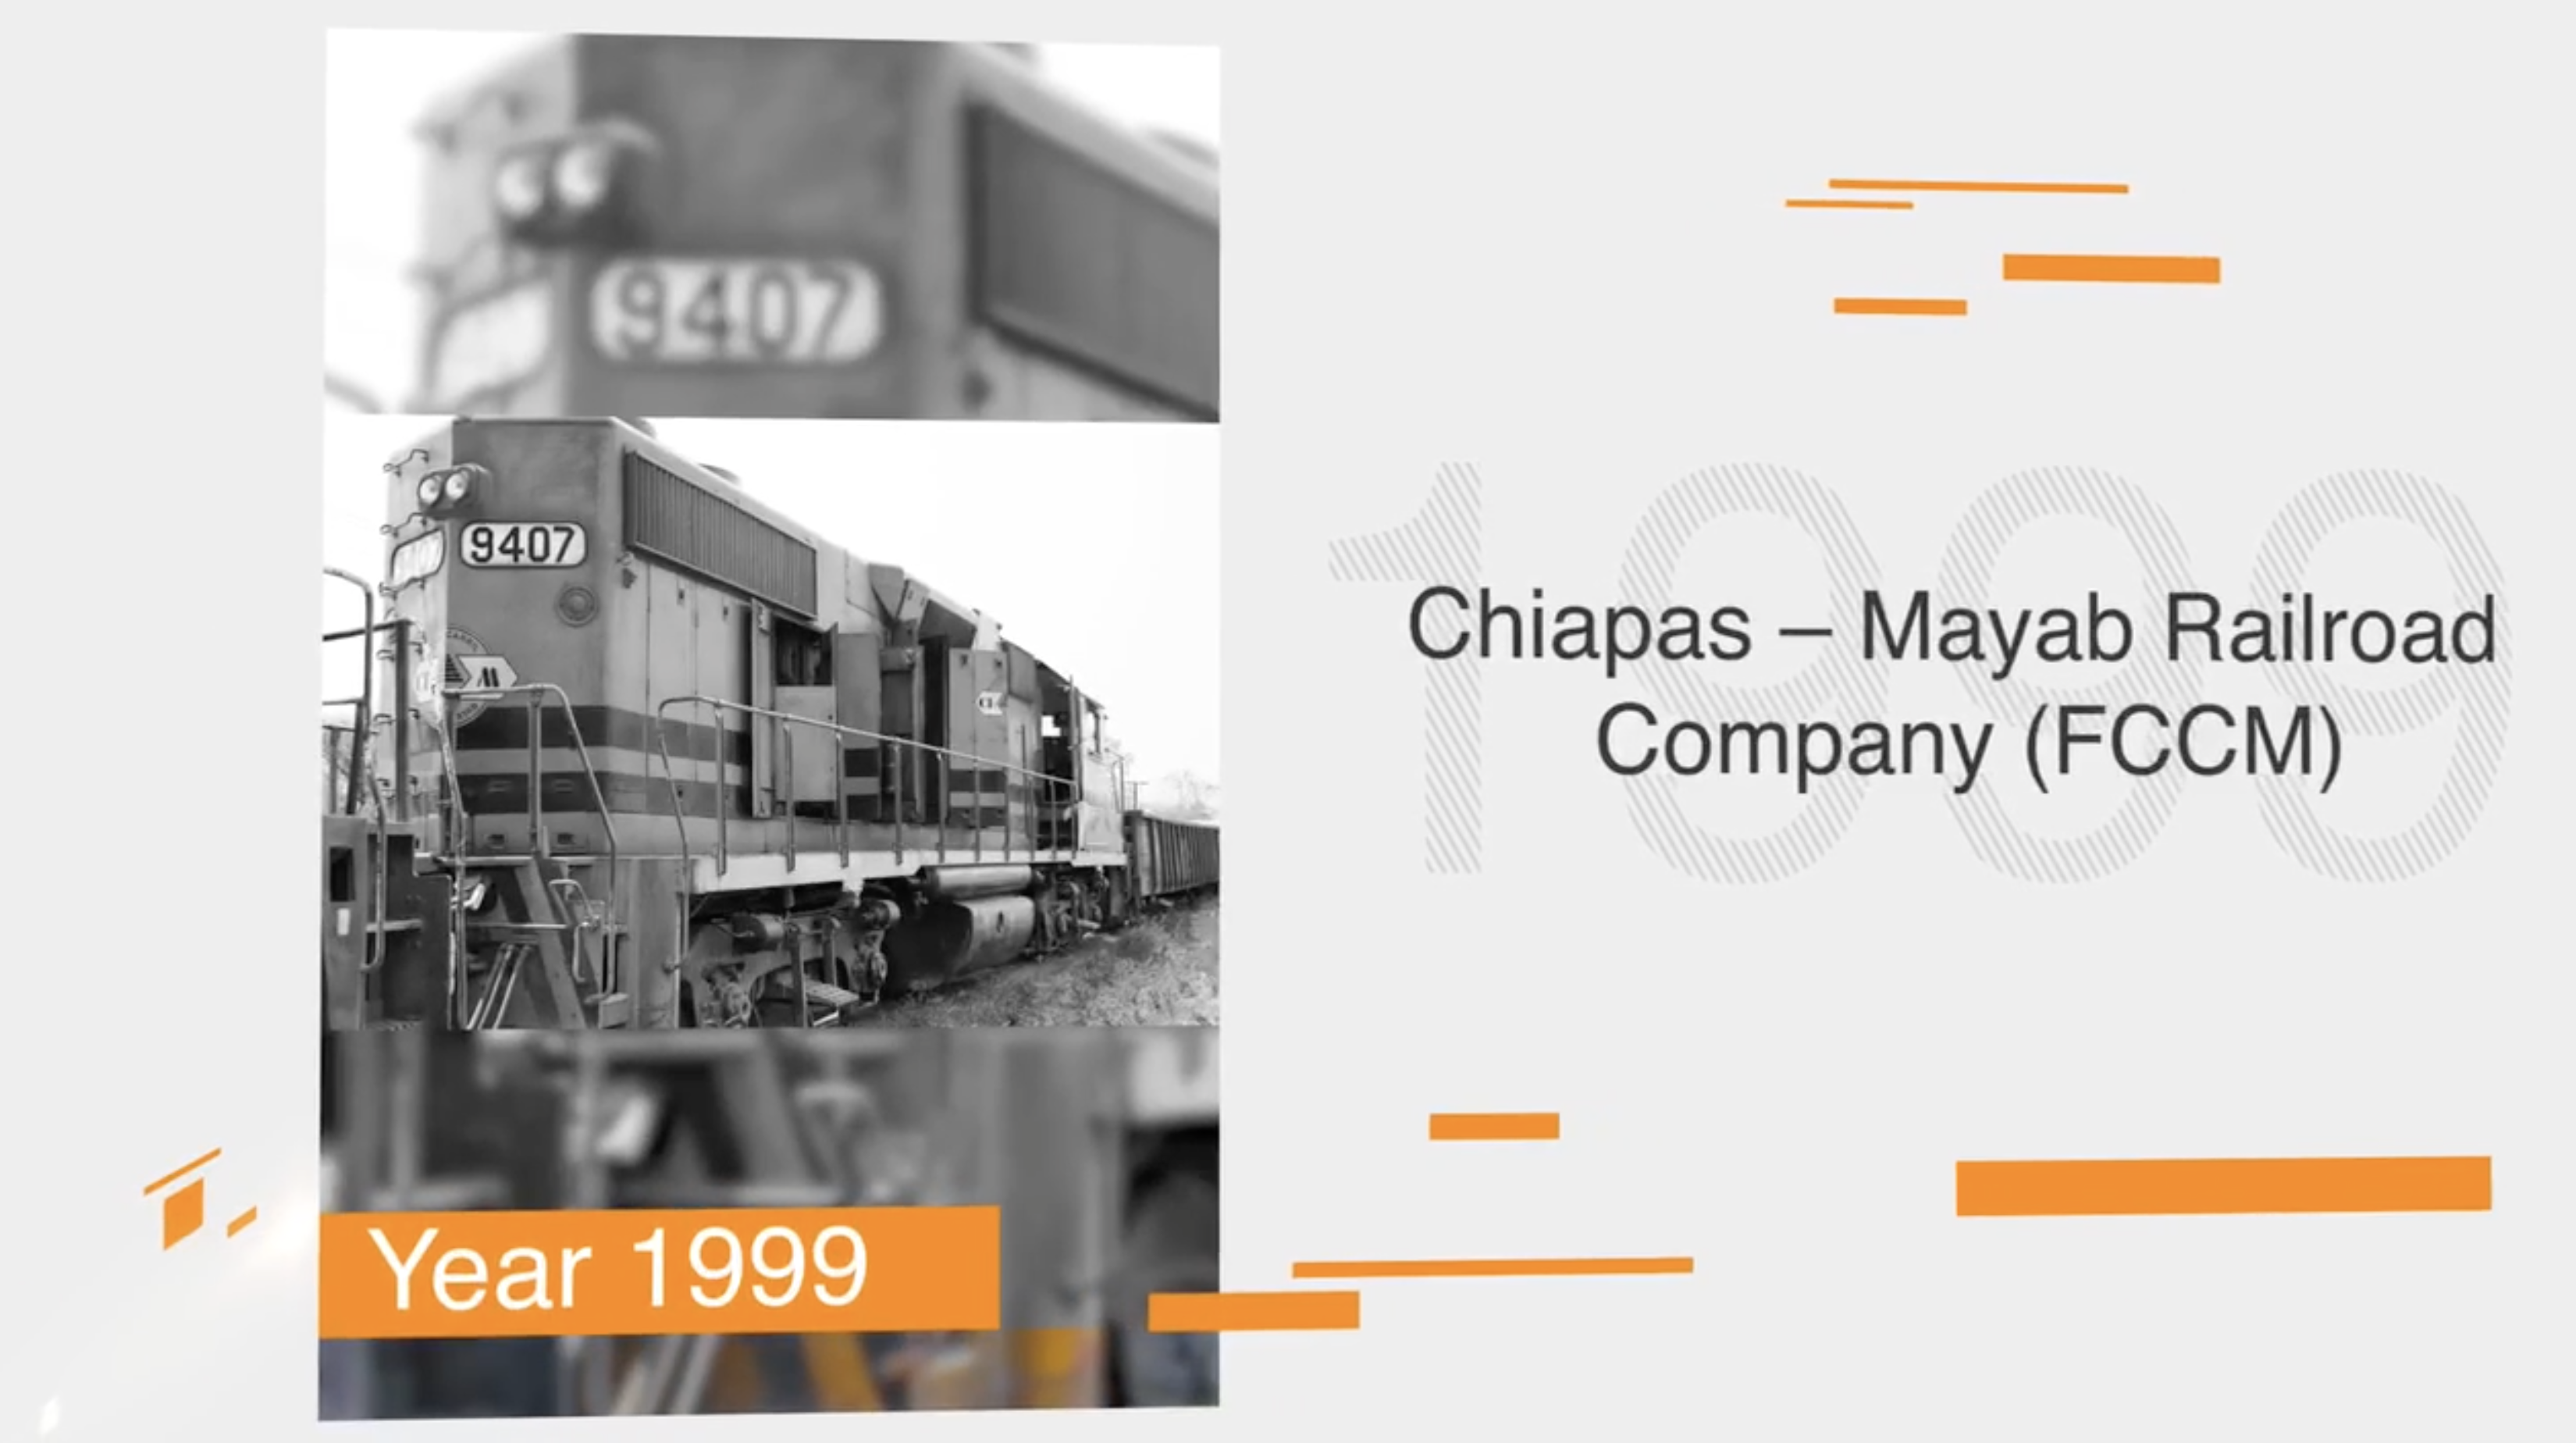 9407
9407
M
Year 1999
1999
Chiapas – Mayab Railroad
Company (FCCM)